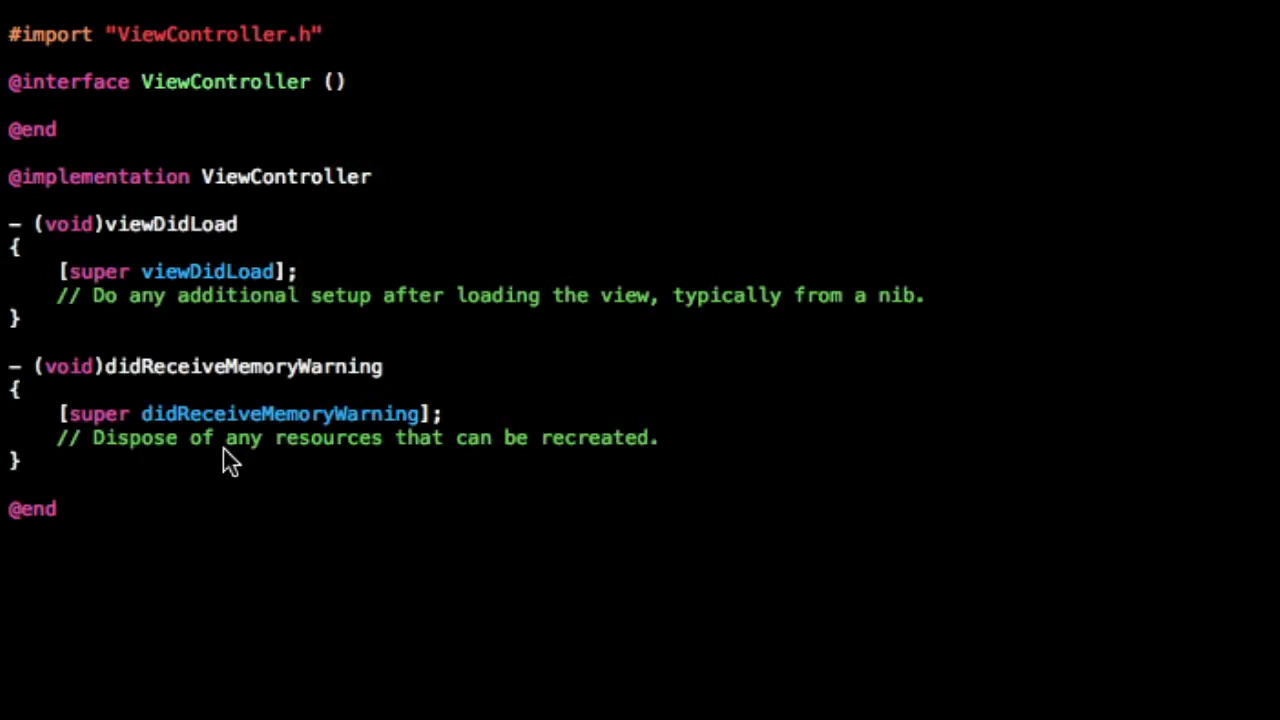 #import "ViewController.h"
@interface ViewController ()
@end
@implementation ViewController
- (void)viewDidLoad
{
[super viewDidLoad];
// Do any additional setup after loading the view, typically from a nib.
}
- (void)didReceiveMemoryWarning
{
[super didReceiveMemoryWarning];
// Dispose of any resources that can be recreated.
}
@end